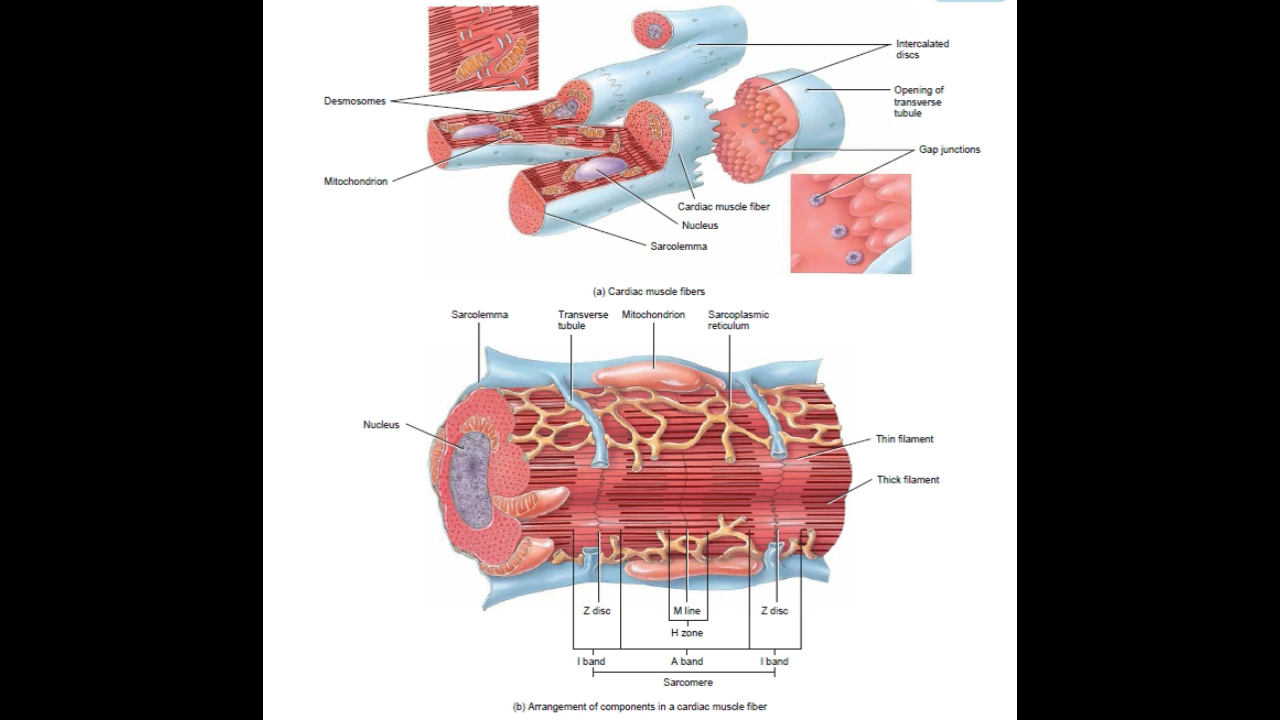 Intercalated
discs
Desmosomes
Opening of
transverse
tubule
Gap junctions
Mitochondrion
Cardiac muscle fiber
Nucleus
Sarcolemma
(a) Cardiac muscle fibers
Sarcolemma
Transverse
tubule
Mitochondrion
Sarcoplasmic
reticulum
Nucleus
Thin filament
Thick filament
Z disc
M line
Z disc
H zone
I band
A band
I band
Sarcomere
(b) Arrangement of components in a cardiac muscle fiber